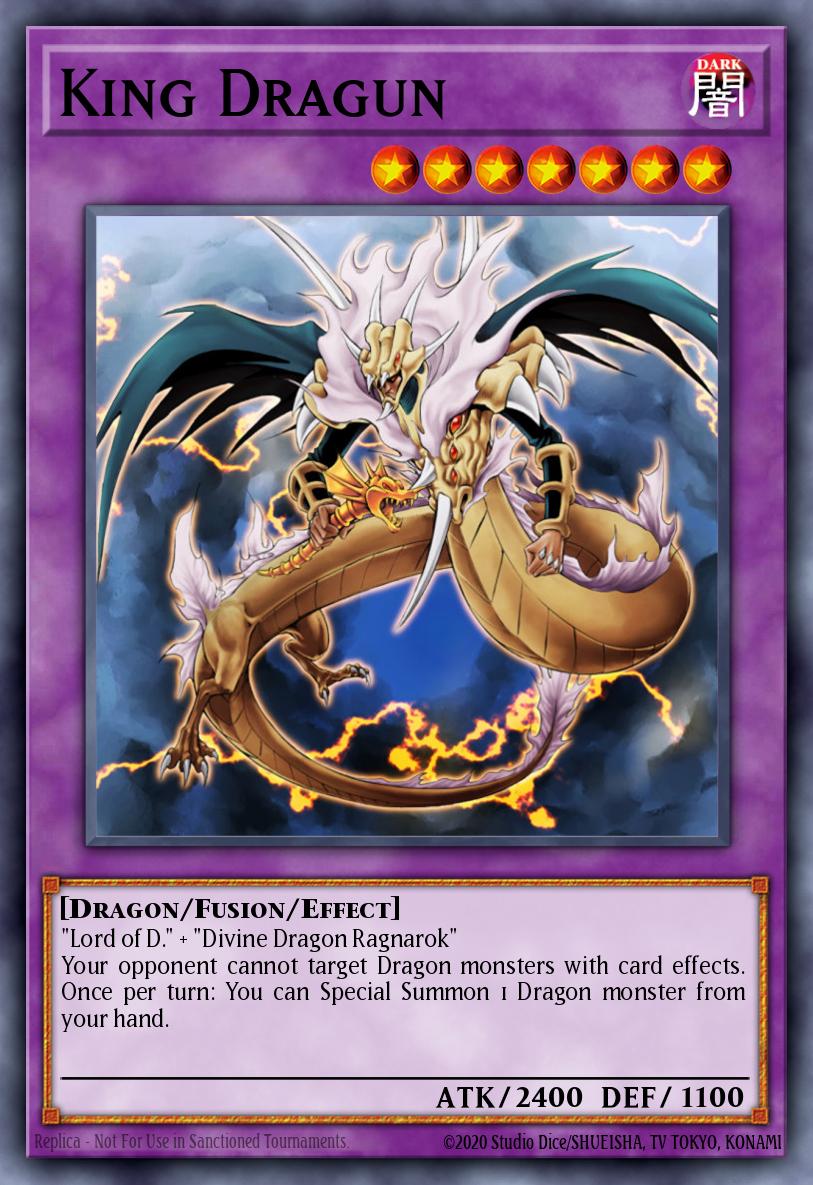 King Dragun
DARK
闇
[Dragon/Fusion/Effect]
"Lord of D." + "Divine Dragon Ragnarok"
Your opponent cannot target Dragon monsters with card effects.
Once per turn: You can Special Summon 1 Dragon monster from
your hand.
ATK/2400 DEF/1100
Replica - Not For Use in Sanctioned Tournaments.
©2020 Studio Dice/SHUEISHA, TV TOKYO, KONAMI